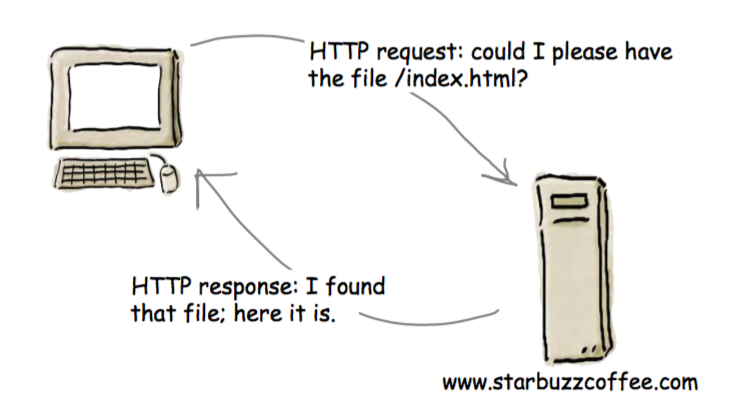 HTTP request: could I please have
the file /index.html?
HTTP response: I found
that file; here it is.
www.starbuzzcoffee.com